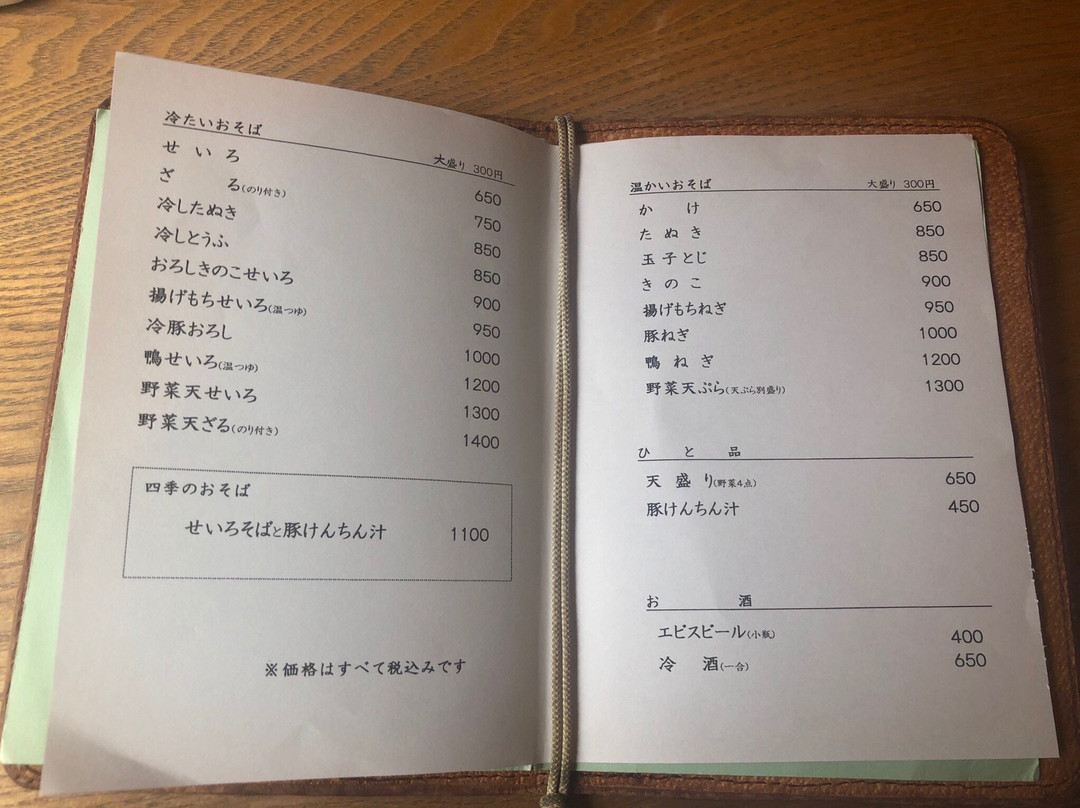 冷たいおそば 大盛り 300円
せいろ 650
ざる(のり付き) 750
冷したぬき 850
冷しとうふ 850
おろしきのこせいろ 900
揚げもちせいろ(温つゆ) 950
冷豚おろし 1000
鴨せいろ(温つゆ) 1200
野菜天せいろ 1300
野菜天ざる(のり付き) 1400
四季のおそば
せいろそばと豚けんちん汁 1100
※価格はすべて税込みです
温かいおそば 大盛り 300円
かけ 650
たぬき 850
玉子とじ 850
きのこ 900
揚げもちねぎ 950
豚ねぎ 1000
鴨ねぎ 1200
野菜天ぷら(天ぷら別盛り) 1300
ひと品
天盛り(野菜4点) 650
豚けんちん汁 450
お酒
エビスビール(小瓶) 400
冷酒(一合) 650